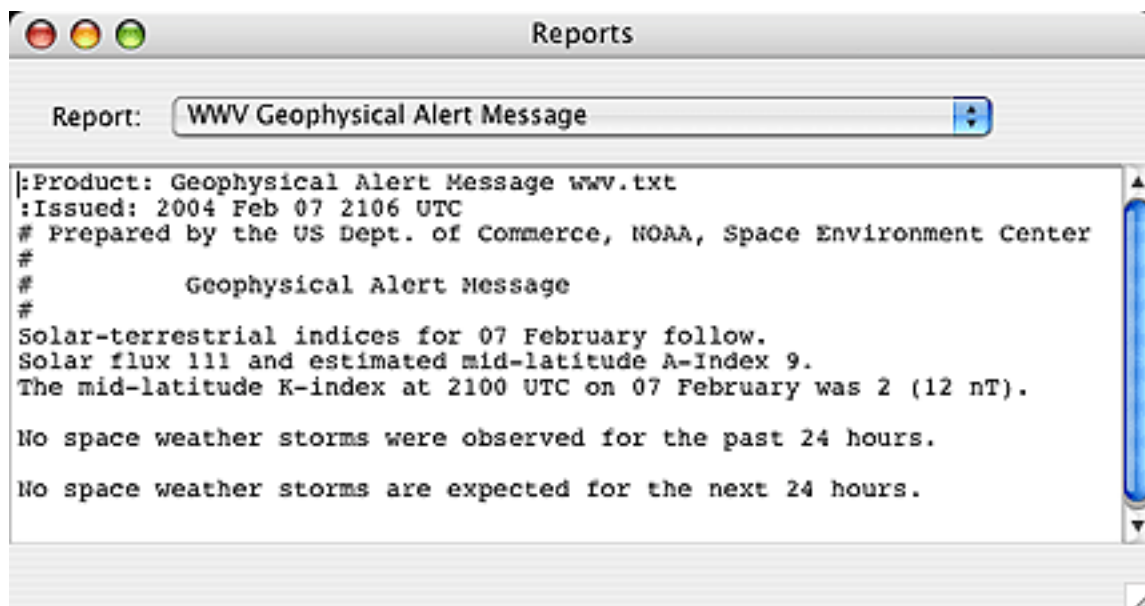 Reports
Report: WWV Geophysical Alert Message
:Product: Geophysical Alert Message wwv.txt
:Issued: 2004 Feb 07 2106 UTC
# Prepared by the US Dept. of Commerce, NOAA, Space Environment Center
#
#          Geophysical Alert Message
#
Solar-terrestrial indices for 07 February follow.
Solar flux 111 and estimated mid-latitude A-Index 9.
The mid-latitude K-index at 2100 UTC on 07 February was 2 (12 nT).
No space weather storms were observed for the past 24 hours.
No space weather storms are expected for the next 24 hours.